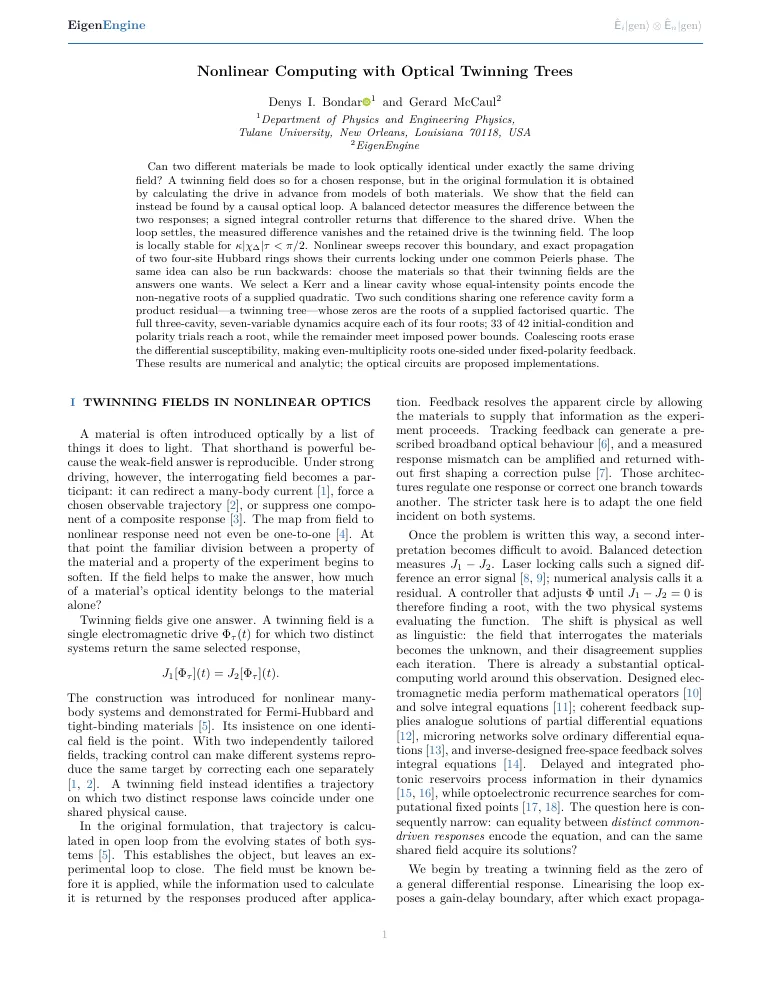 EigenEngine
Ê_i|gen⟩ ⊗ Ê_n|gen⟩
Nonlinear Computing with Optical Twinning Trees
Denys I. Bondar¹ and Gerard McCaul²
¹Department of Physics and Engineering Physics,
Tulane University, New Orleans, Louisiana 70118, USA
²EigenEngine
Can two different materials be made to look optically identical under exactly the same driving
field? A twinning field does so for a chosen response, but in the original formulation it is obtained
by calculating the drive in advance from models of both materials. We show that the field can
instead be found by a causal optical loop. A balanced detector measures the difference between the
two responses; a signed integral controller returns that difference to the shared drive. When the
loop settles, the measured difference vanishes and the retained drive is the twinning field. The loop
is locally stable for κ|χ_Δ|τ < π/2. Nonlinear sweeps recover this boundary, and exact propagation
of two four-site Hubbard rings shows their currents locking under one common Peierls phase. The
same idea can also be run backwards: choose the materials so that their twinning fields are the
answers one wants. We select a Kerr and a linear cavity whose equal-intensity points encode the
non-negative roots of a supplied quadratic. Two such conditions sharing one reference cavity form a
product residual—a twinning tree—whose zeros are the roots of a supplied factorised quartic. The
full three-cavity, seven-variable dynamics acquire each of its four roots; 33 of 42 initial-condition and
polarity trials reach a root, while the remainder meet imposed power bounds. Coalescing roots erase
the differential susceptibility, making even-multiplicity roots one-sided under fixed-polarity feedback.
These results are numerical and analytic; the optical circuits are proposed implementations.
I TWINNING FIELDS IN NONLINEAR OPTICS
A material is often introduced optically by a list of
things it does to light. That shorthand is powerful be-
cause the weak-field answer is reproducible. Under strong
driving, however, the interrogating field becomes a par-
ticipant: it can redirect a many-body current [1], force a
chosen observable trajectory [2], or suppress one compo-
nent of a composite response [3]. The map from field to
nonlinear response need not even be one-to-one [4]. At
that point the familiar division between a property of
the material and a property of the experiment begins to
soften. If the field helps to make the answer, how much
of a material's optical identity belongs to the material
alone?
Twinning fields give one answer. A twinning field is a
single electromagnetic drive Φ_τ(t) for which two distinct
systems return the same selected response,
J₁[Φ_τ](t) = J₂[Φ_τ](t).
The construction was introduced for nonlinear many-
body systems and demonstrated for Fermi-Hubbard and
tight-binding materials [5]. Its insistence on one identi-
cal field is the point. With two independently tailored
fields, tracking control can make different systems repro-
duce the same target by correcting each one separately
[1, 2]. A twinning field instead identifies a trajectory
on which two distinct response laws coincide under one
shared physical cause.
In the original formulation, that trajectory is calcu-
lated in open loop from the evolving states of both sys-
tems [5]. This establishes the object, but leaves an ex-
perimental loop to close. The field must be known be-
fore it is applied, while the information used to calculate
it is returned by the responses produced after applica-
tion. Feedback resolves the apparent circle by allowing
the materials to supply that information as the experi-
ment proceeds. Tracking feedback can generate a pre-
scribed broadband optical behaviour [6], and a measured
response mismatch can be amplified and returned with-
out first shaping a correction pulse [7]. Those architec-
tures regulate one response or correct one branch towards
another. The stricter task here is to adapt the one field
incident on both systems.
Once the problem is written this way, a second inter-
pretation becomes difficult to avoid. Balanced detection
measures J₁ − J₂. Laser locking calls such a signed dif-
ference an error signal [8, 9]; numerical analysis calls it a
residual. A controller that adjusts Φ until J₁ − J₂ = 0 is
therefore finding a root, with the two physical systems
evaluating the function. The shift is physical as well
as linguistic: the field that interrogates the materials
becomes the unknown, and their disagreement supplies
each iteration. There is already a substantial optical-
computing world around this observation. Designed elec-
tromagnetic media perform mathematical operators [10]
and solve integral equations [11]; coherent feedback sup-
plies analogue solutions of partial differential equations
[12], microring networks solve ordinary differential equa-
tions [13], and inverse-designed free-space feedback solves
integral equations [14]. Delayed and integrated pho-
tonic reservoirs process information in their dynamics
[15, 16], while optoelectronic recurrence searches for com-
putational fixed points [17, 18]. The question here is con-
sequently narrow: can equality between distinct common-
driven responses encode the equation, and can the same
shared field acquire its solutions?
We begin by treating a twinning field as the zero of
a general differential response. Linearising the loop ex-
poses a gain-delay boundary, after which exact propaga-
1